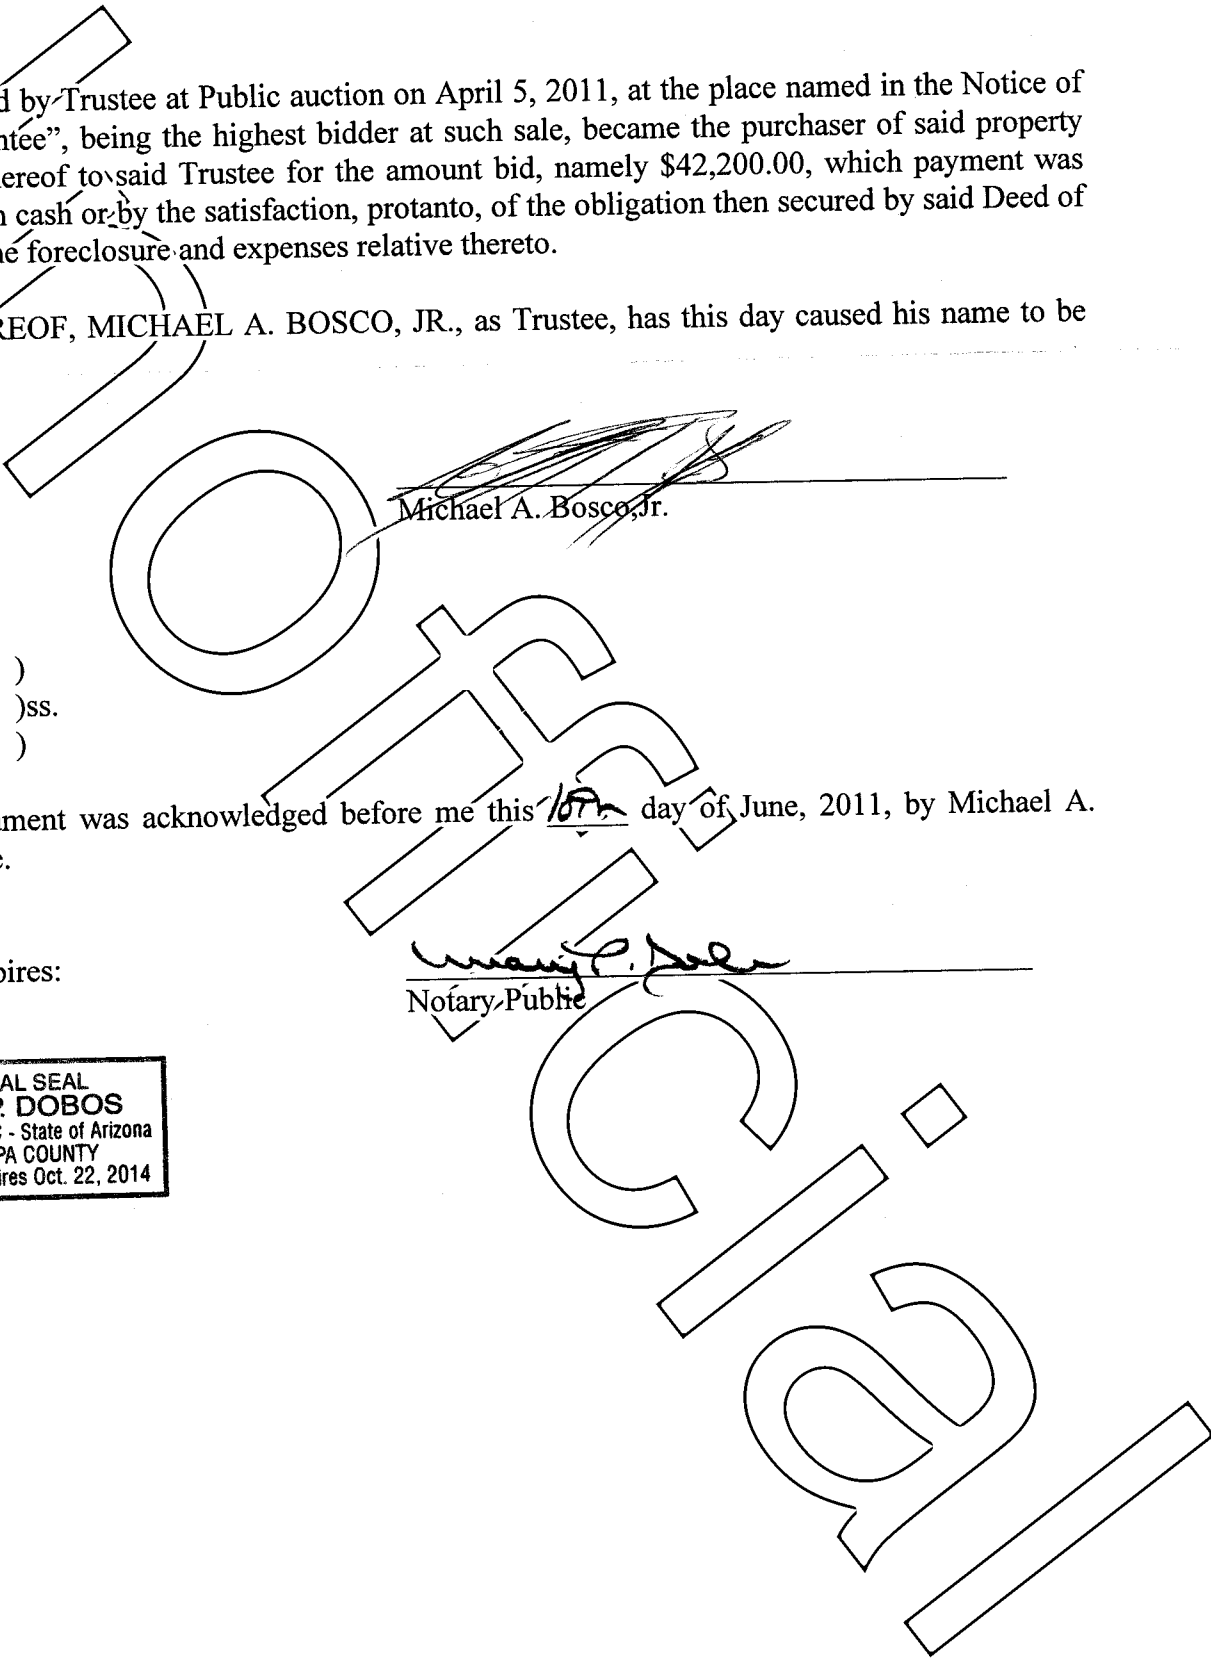 d by Trustee at Public auction on April 5, 2011, at the place named in the Notice of
ntee”, being the highest bidder at such sale, became the purchaser of said property
ereof to said Trustee for the amount bid, namely $42,200.00, which payment was
n cash or by the satisfaction, protanto, of the obligation then secured by said Deed of
he foreclosure and expenses relative thereto.
REOF, MICHAEL A. BOSCO, JR., as Trustee, has this day caused his name to be
Michael A. Bosco, Jr.
)
)ss.
)
ment was acknowledged before me this 10th day of June, 2011, by Michael A.
e.
pires:
Mary P. Dobos
Notary Public
AL SEAL
P. DOBOS
C - State of Arizona
PA COUNTY
ires Oct. 22, 2014
nofficial